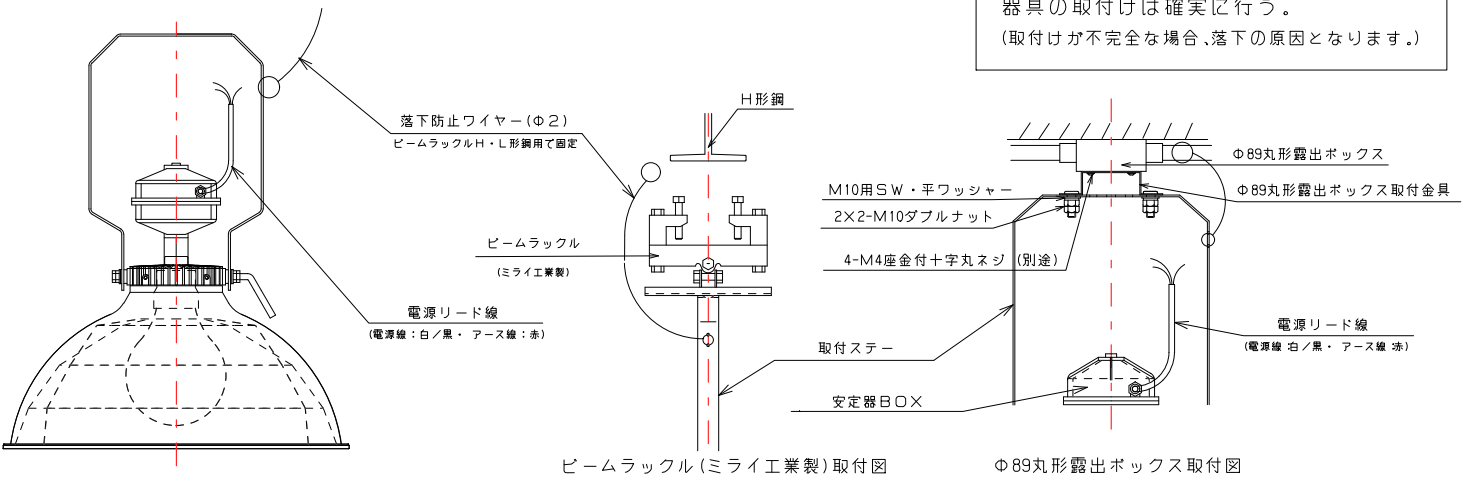 器具の取付けは確実に行う。
(取付けが不完全な場合、落下の原因となります。)
落下防止ワイヤー(Φ2)
ビームラックルH・L形鋼用で固定
H形鋼
ビームラックル
(ミライ工業製)
電源リード線
(電源線:白/黒・ アース線:赤)
取付ステー
安定器BOX
M10用SW・平ワッシャー
2×2-M10ダブルナット
4-M4座金付十字丸ネジ (別途)
Φ89丸形露出ボックス
Φ89丸形露出ボックス取付金具
電源リード線
(電源線:白/黒・ アース線:赤)
ビームラックル(ミライ工業製)取付図
Φ89丸形露出ボックス取付図